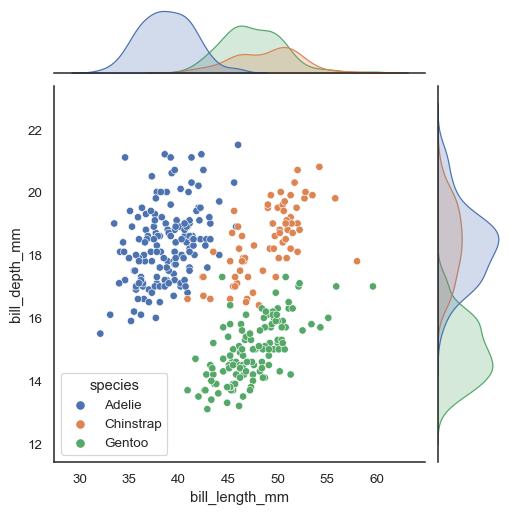 22
20
18
16
14
12
bill_depth_mm
species
Adelie
Chinstrap
Gentoo
30 35 40 45 50 55 60
bill_length_mm